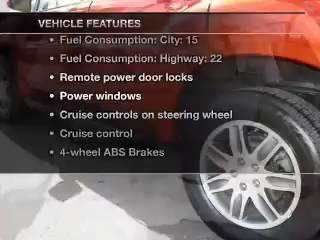 VEHICLE FEATURES
• Fuel Consumption: City: 15
• Fuel Consumption: Highway: 22
• Remote power door locks
• Power windows
• Cruise controls on steering wheel
• Cruise control
• 4-wheel ABS Brakes